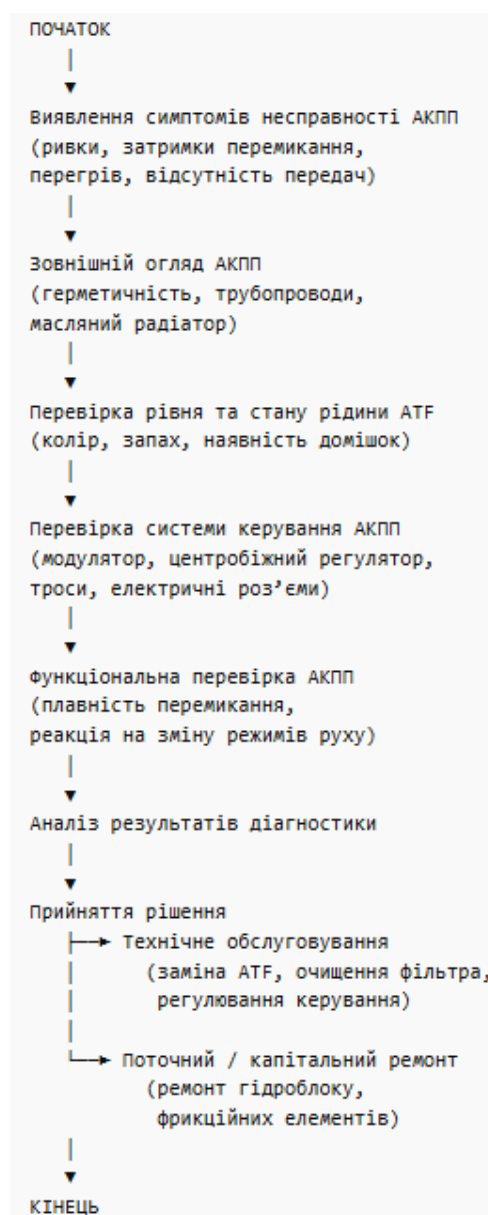 ПОЧАТОК
Виявлення симптомів несправності АКПП
(ривки, затримки перемикання,
перегрів, відсутність передач)
Зовнішній огляд АКПП
(герметичність, трубопроводи,
масляний радіатор)
Перевірка рівня та стану рідини ATF
(колір, запах, наявність домішок)
Перевірка системи керування АКПП
(модулятор, центробіжний регулятор,
троси, електричні роз’єми)
Функціональна перевірка АКПП
(плавність перемикання,
реакція на зміну режимів руху)
Аналіз результатів діагностики
Прийняття рішення
Технічне обслуговування
(заміна ATF, очищення фільтра,
регулювання керування)
Поточний / капітальний ремонт
(ремонт гідроблоку,
фрикційних елементів)
КІНЕЦЬ